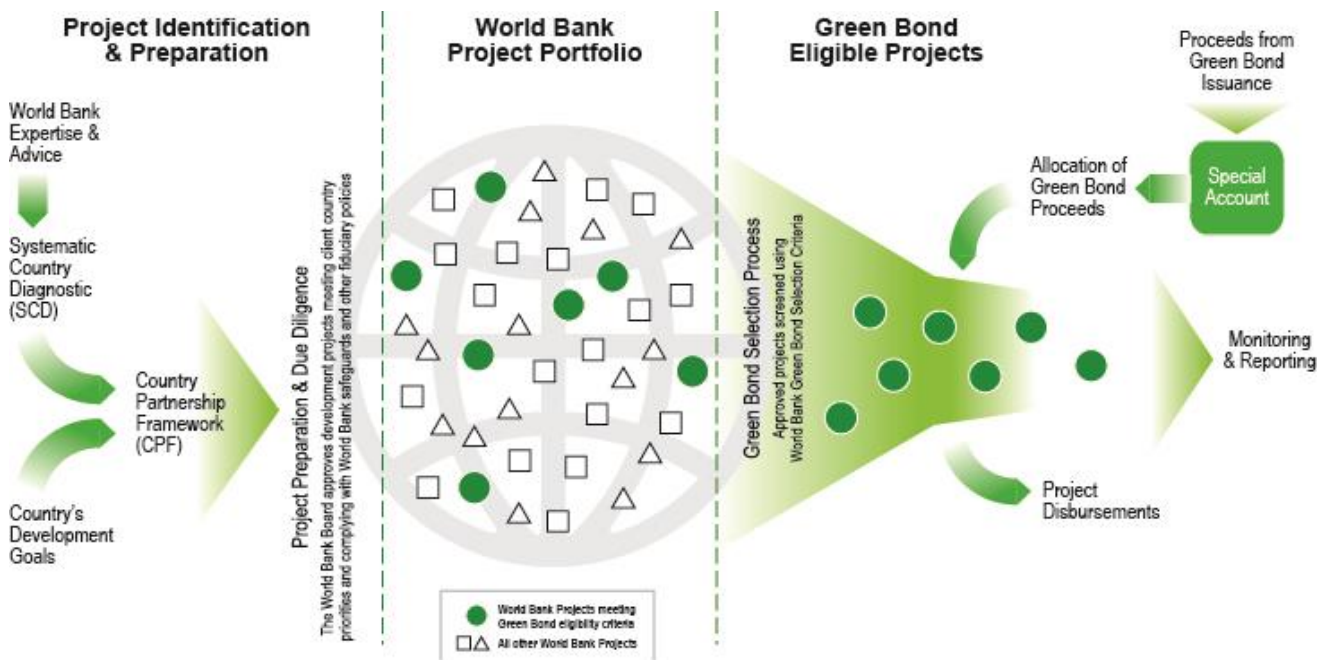 Project Identification
& Preparation
World Bank
Project Portfolio
Green Bond
Eligible Projects
World Bank
Expertise &
Advice
Systematic
Country
Diagnostic
(SCD)
Country
Partnership
Framework
(CPF)
Country's
Development
Goals
Project Preparation & Due Diligence
The World Bank Board approves development projects meeting client country
priorities and complying with World Bank safeguards and other fiduciary policies
World Bank Projects meeting
Green Bond eligibility criteria
All other World Bank Projects
Green Bond Selection Process
Approved projects screened using
World Bank Green Bond Selection Criteria
Proceeds from
Green Bond
Issuance
Special
Account
Allocation of
Green Bond
Proceeds
Monitoring
& Reporting
Project
Disbursements